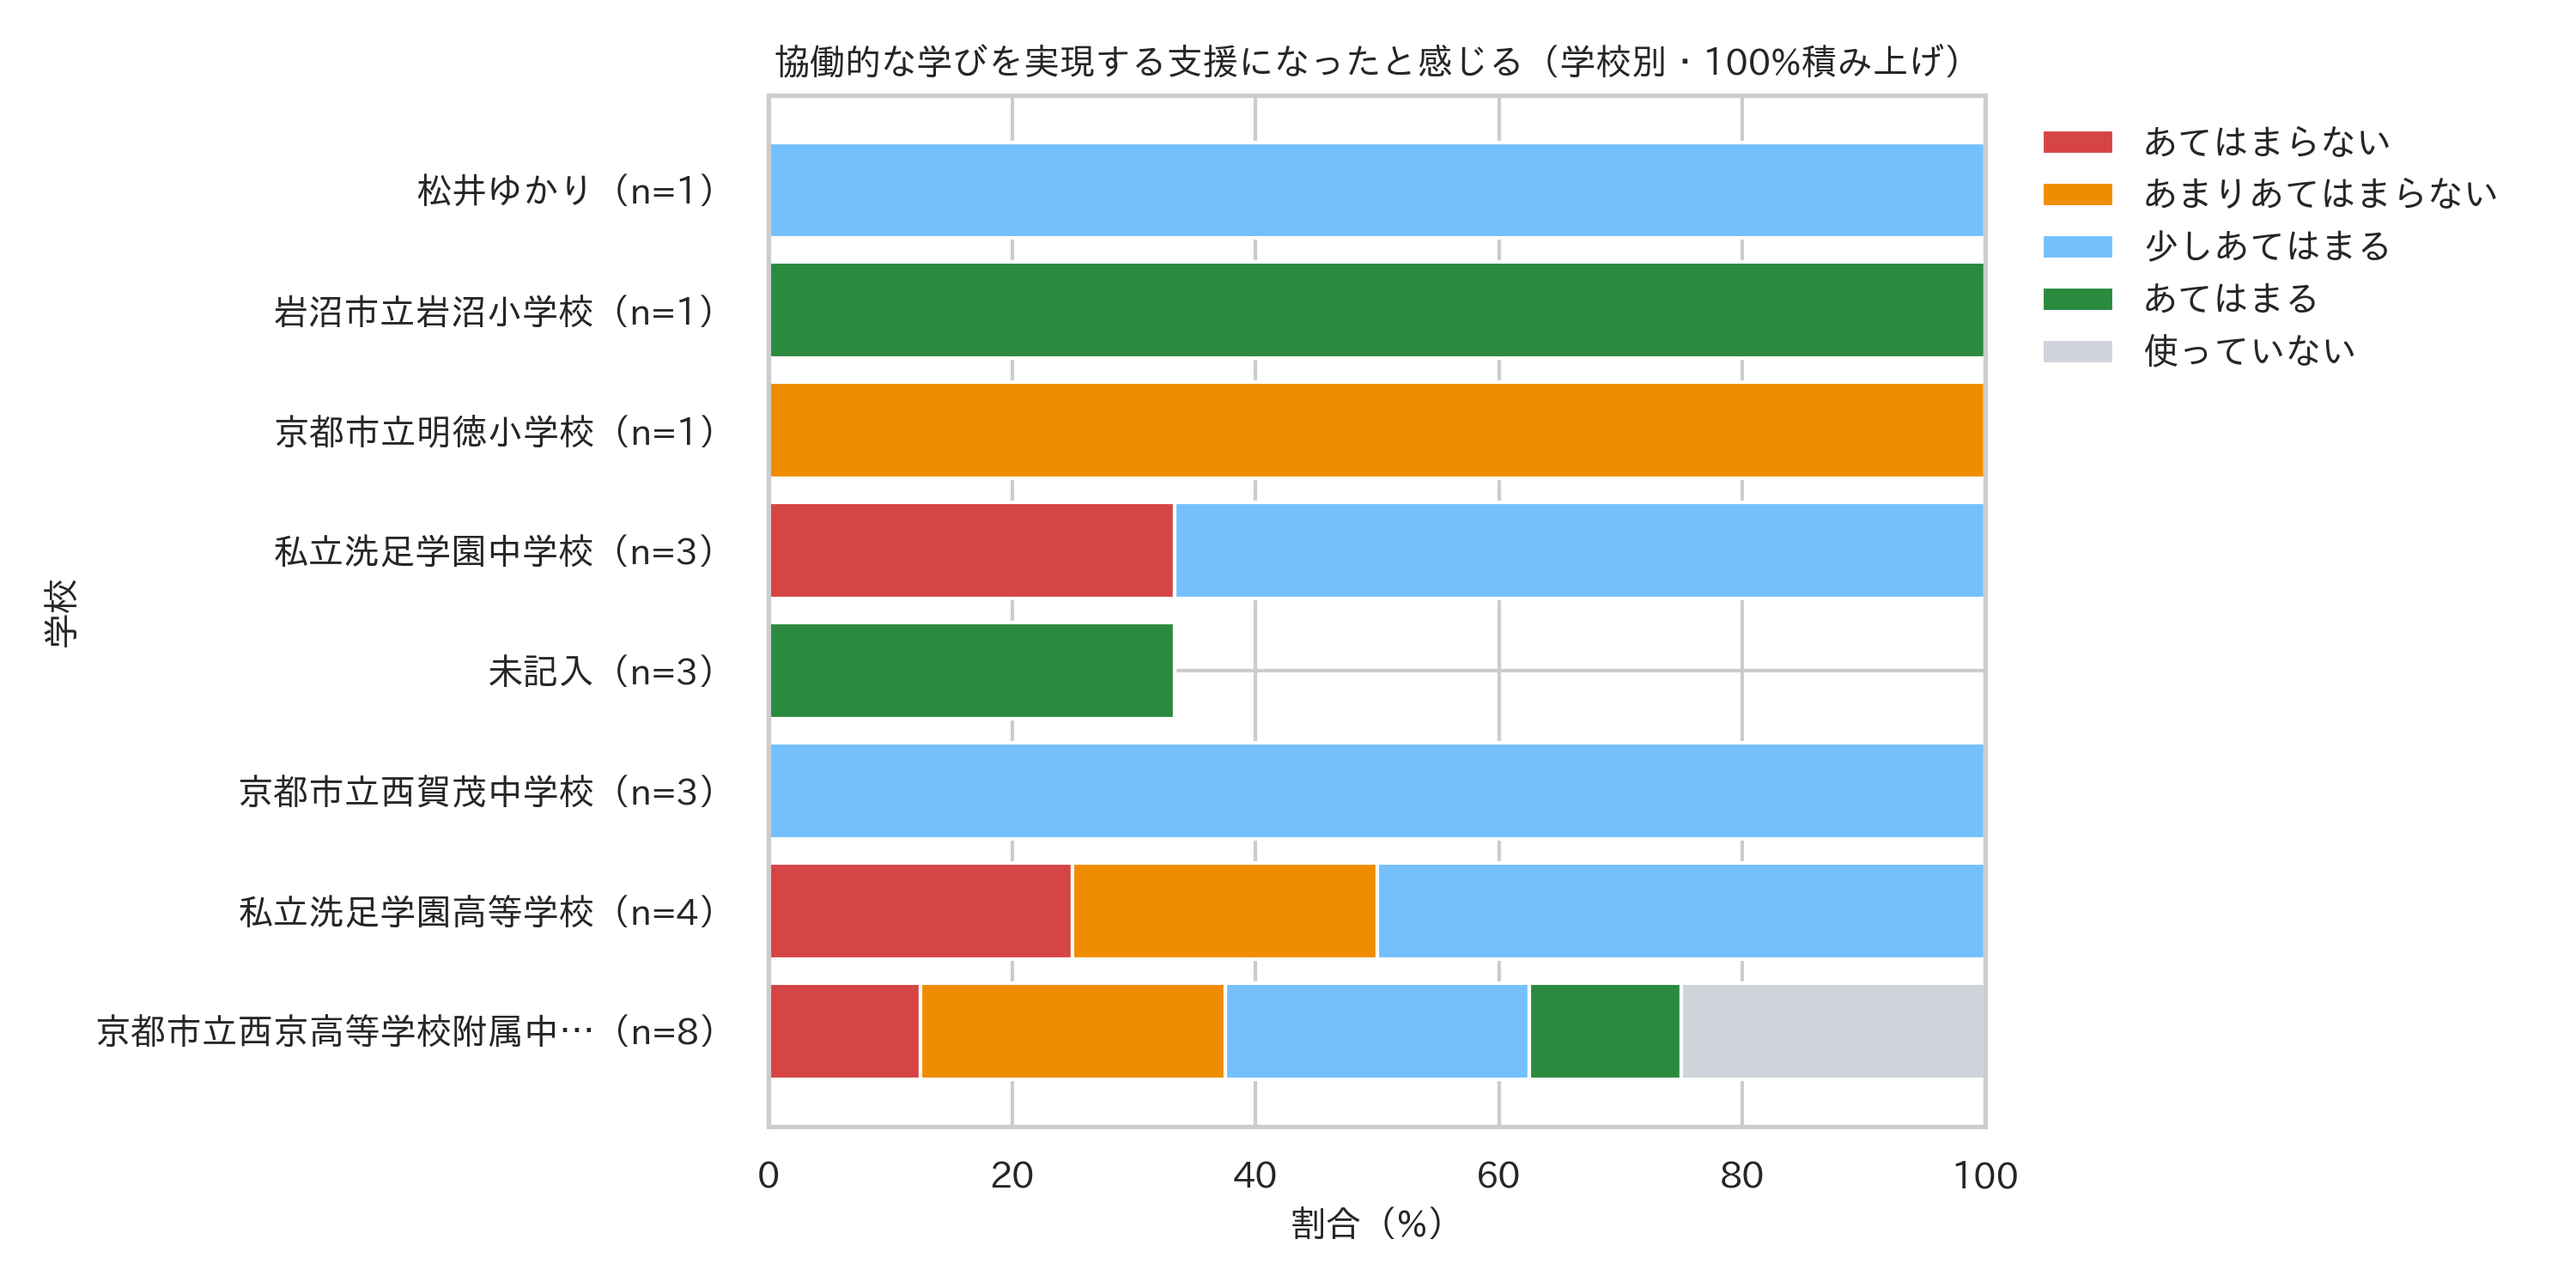 協働的な学びを実現する支援になったと感じる（学校別・100%積み上げ）
あてはまらない
あまりあてはまらない
少しあてはまる
あてはまる
使っていない
学校
松井ゆかり（n=1）
岩沼市立岩沼小学校（n=1）
京都市立明徳小学校（n=1）
私立洗足学園中学校（n=3）
未記入（n=3）
京都市立西賀茂中学校（n=3）
私立洗足学園高等学校（n=4）
京都市立西京高等学校附属中…（n=8）
0 20 40 60 80 100
割合（%）